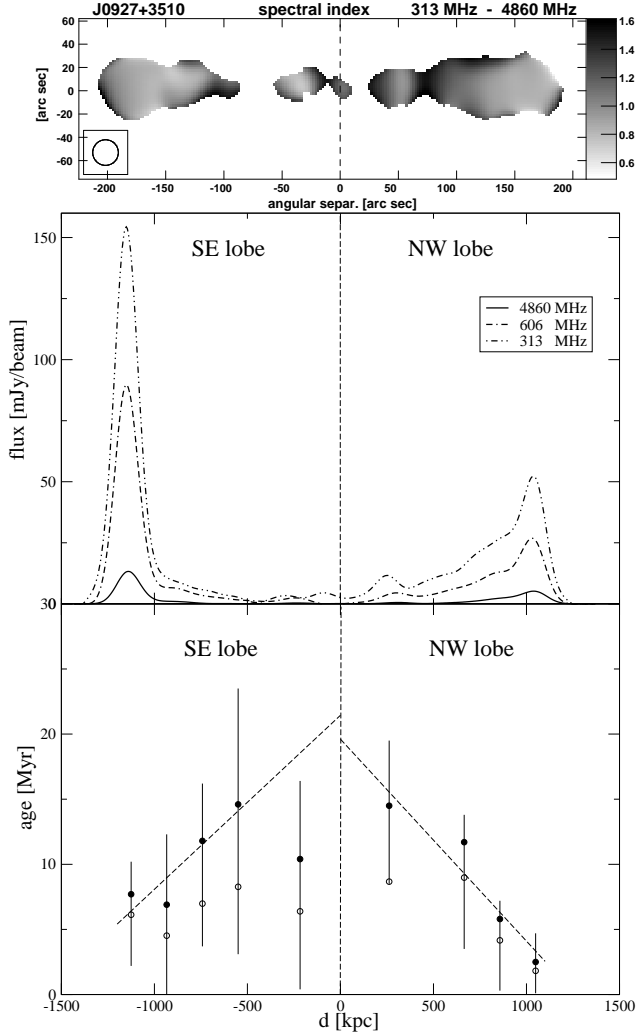 J0927+3510 spectral index 313 MHz - 4860 MHz
60
40
20
0
-20
-40
-60
[arc sec]
1.6
1.4
1.2
1.0
0.8
0.6
-200 -150 -100 -50 0 50 100 150 200
angular separ. [arc sec]
150
100
50
0
flux [mJy/beam]
SE lobe NW lobe
4860 MHz
606 MHz
313 MHz
30
20
10
0
age [Myr]
SE lobe NW lobe
-1500 -1000 -500 0 500 1000 1500
d [kpc]